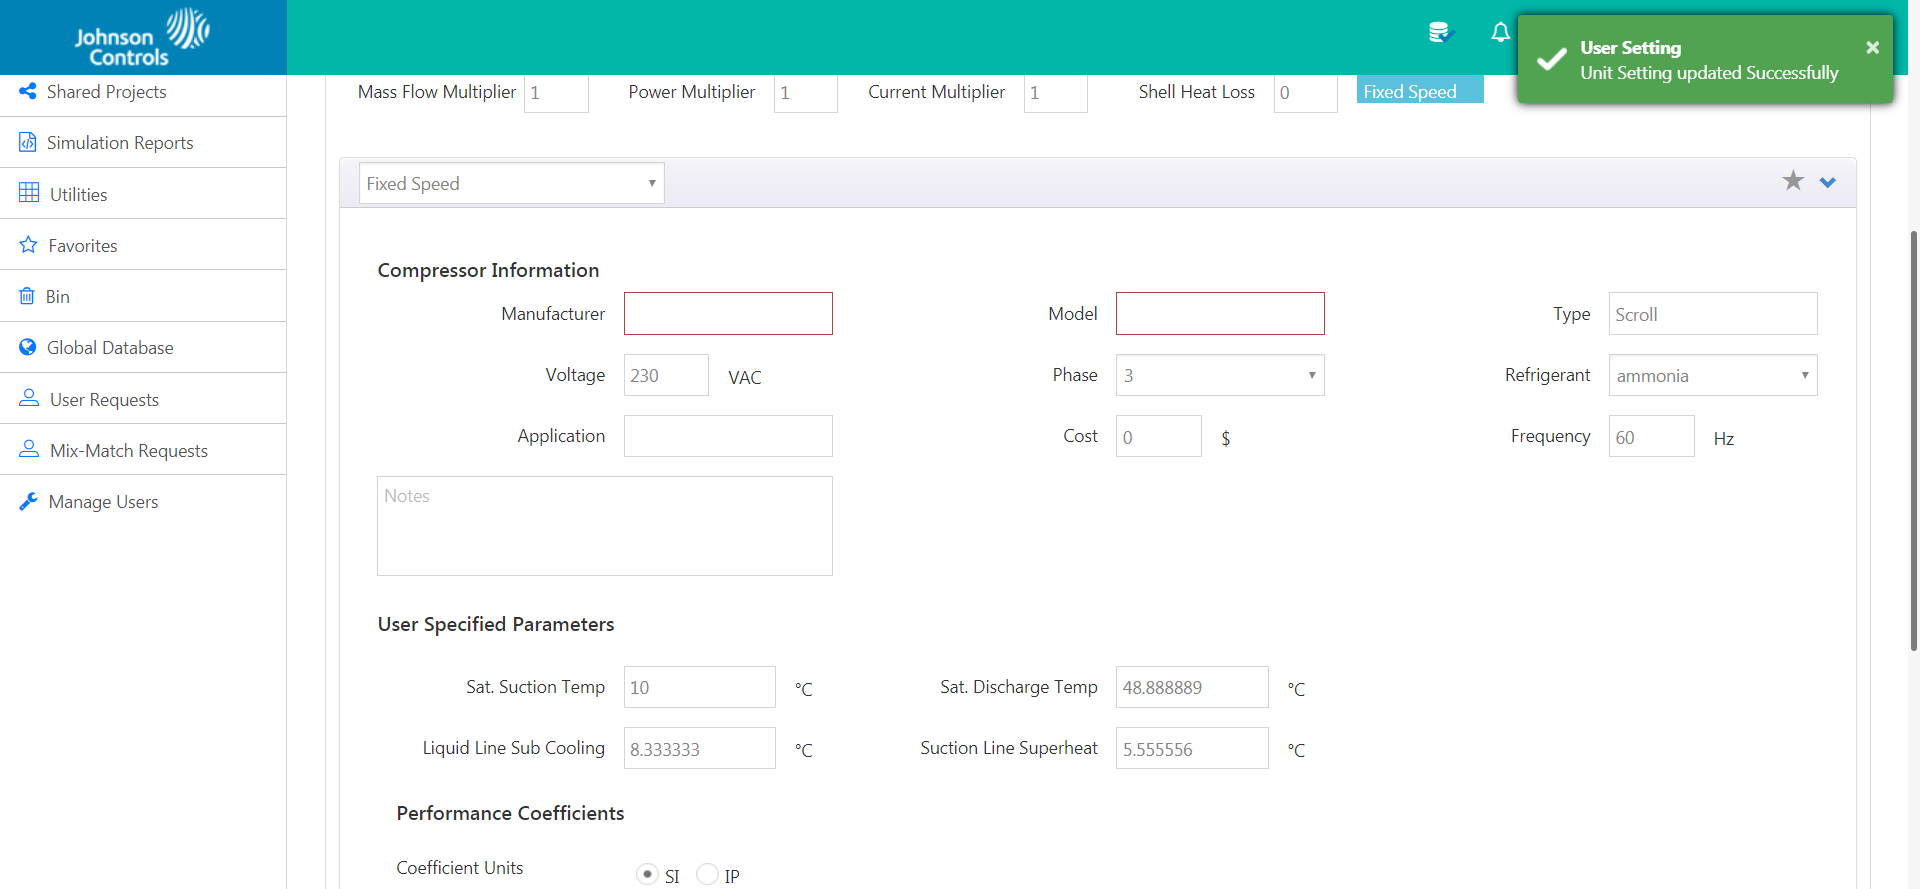 Johnson
Controls
User Setting
Unit Setting updated Successfully
Shared Projects
Simulation Reports
Utilities
Favorites
Bin
Global Database
User Requests
Mix-Match Requests
Manage Users
Mass Flow Multiplier 1 Power Multiplier 1 Current Multiplier 1 Shell Heat Loss 0 Fixed Speed
Fixed Speed
Compressor Information
Manufacturer Model Type Scroll
Voltage 230 VAC Phase 3 Refrigerant ammonia
Application Cost 0 $ Frequency 60 Hz
Notes
User Specified Parameters
Sat. Suction Temp 10 °C Sat. Discharge Temp 48.888889 °C
Liquid Line Sub Cooling 8.333333 °C Suction Line Superheat 5.555556 °C
Performance Coefficients
Coefficient Units SI IP